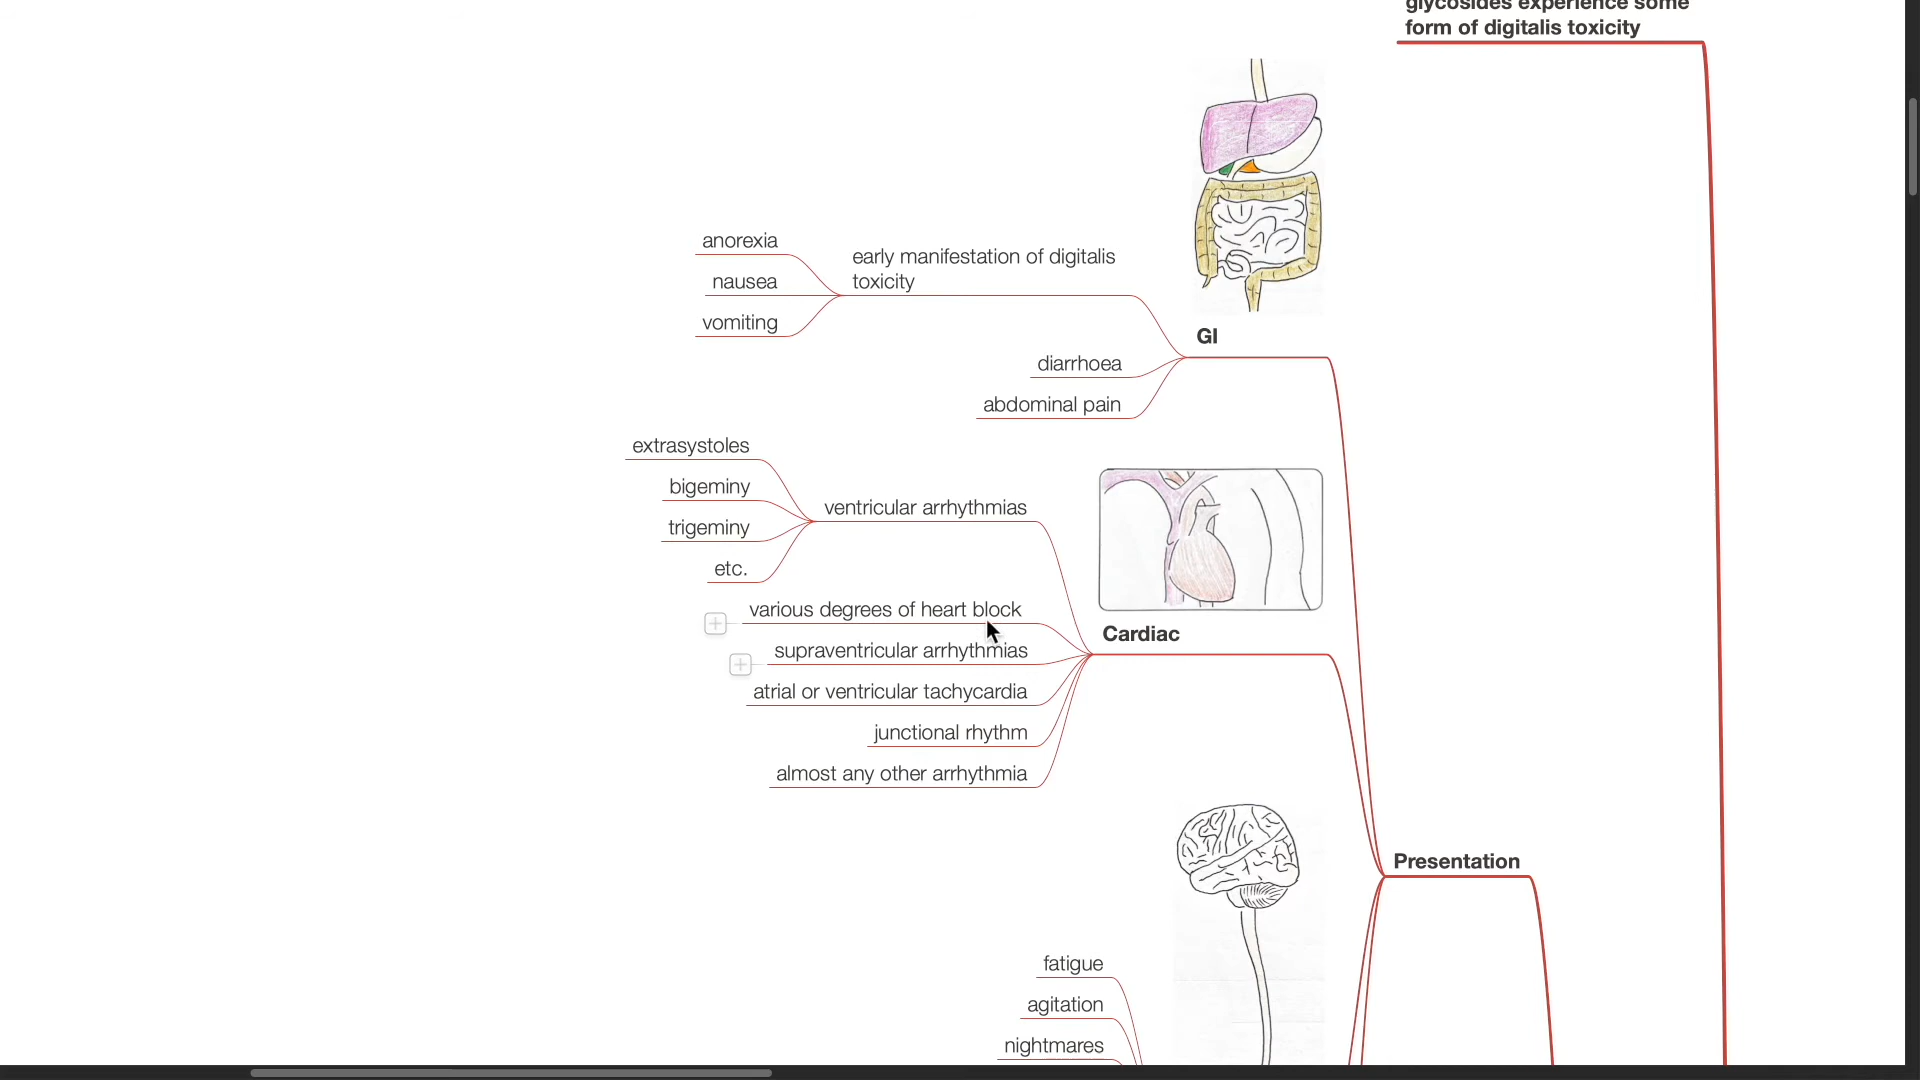 glycosides experience some
form of digitalis toxicity
anorexia
nausea
vomiting
early manifestation of digitalis
toxicity
GI
diarrhoea
abdominal pain
extrasystoles
bigeminy
trigeminy
etc.
ventricular arrhythmias
various degrees of heart block
supraventricular arrhythmias
atrial or ventricular tachycardia
junctional rhythm
almost any other arrhythmia
Cardiac
Presentation
fatigue
agitation
nightmares